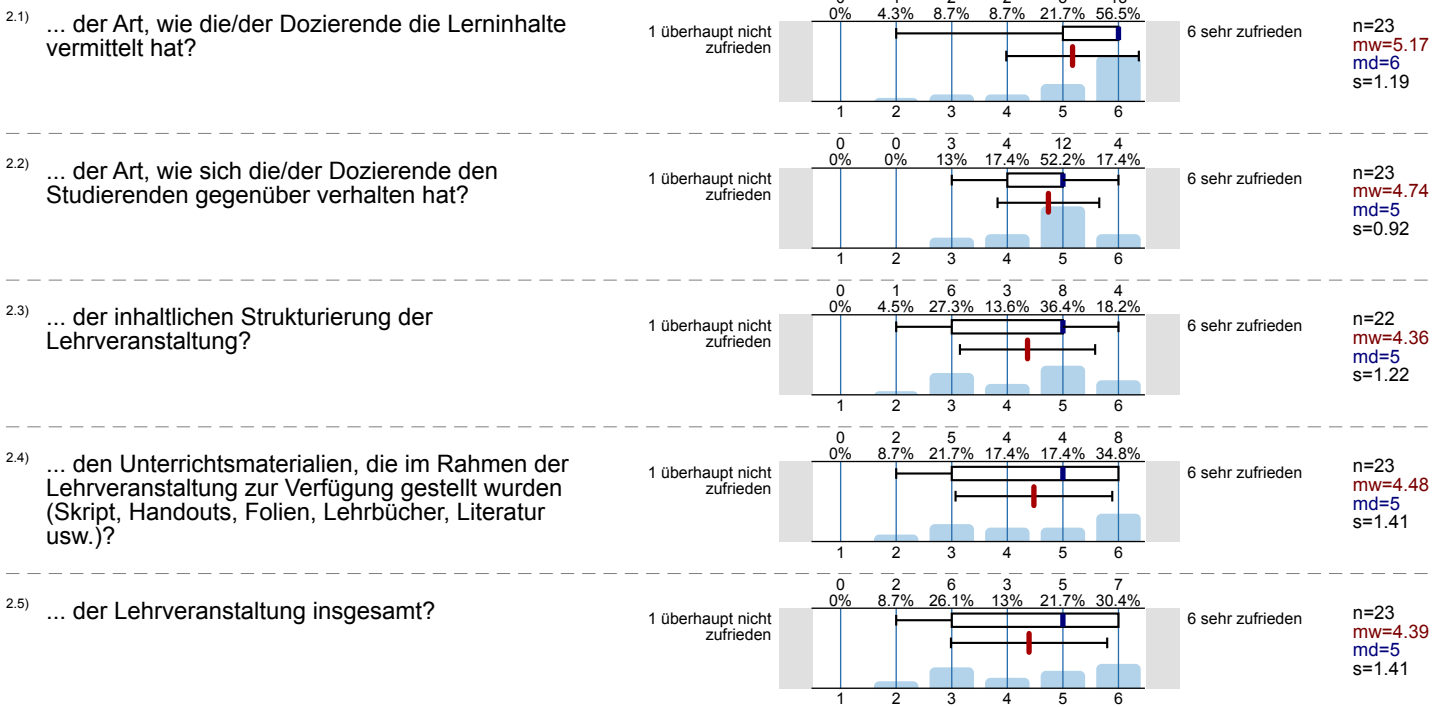 0 1 2 2 5 13
2.1) ... der Art, wie die/der Dozierende die Lerninhalte
vermittelt hat?
1 überhaupt nicht
zufrieden
0% 4.3% 8.7% 8.7% 21.7% 56.5%
6 sehr zufrieden
n=23
mw=5.17
md=6
s=1.19
1 2 3 4 5 6
2.2) ... der Art, wie sich die/der Dozierende den
Studierenden gegenüber verhalten hat?
1 überhaupt nicht
zufrieden
0 0 3 4 12 4
0% 0% 13% 17.4% 52.2% 17.4%
6 sehr zufrieden
n=23
mw=4.74
md=5
s=0.92
1 2 3 4 5 6
2.3) ... der inhaltlichen Strukturierung der
Lehrveranstaltung?
1 überhaupt nicht
zufrieden
0 1 6 3 8 4
0% 4.5% 27.3% 13.6% 36.4% 18.2%
6 sehr zufrieden
n=22
mw=4.36
md=5
s=1.22
1 2 3 4 5 6
2.4) ... den Unterrichtsmaterialien, die im Rahmen der
Lehrveranstaltung zur Verfügung gestellt wurden
(Skript, Handouts, Folien, Lehrbücher, Literatur
usw.)?
1 überhaupt nicht
zufrieden
0 2 5 4 4 8
0% 8.7% 21.7% 17.4% 17.4% 34.8%
6 sehr zufrieden
n=23
mw=4.48
md=5
s=1.41
1 2 3 4 5 6
2.5) ... der Lehrveranstaltung insgesamt?
1 überhaupt nicht
zufrieden
0 2 6 3 5 7
0% 8.7% 26.1% 13% 21.7% 30.4%
6 sehr zufrieden
n=23
mw=4.39
md=5
s=1.41
1 2 3 4 5 6